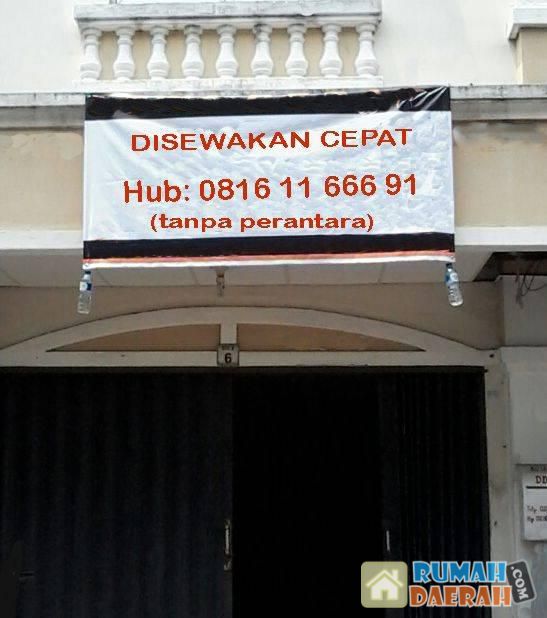 DISEWAKAN CEPAT
Hub: 0816 11 666 91
(tanpa perantara)
6
RUMAH
DAERAH.COM